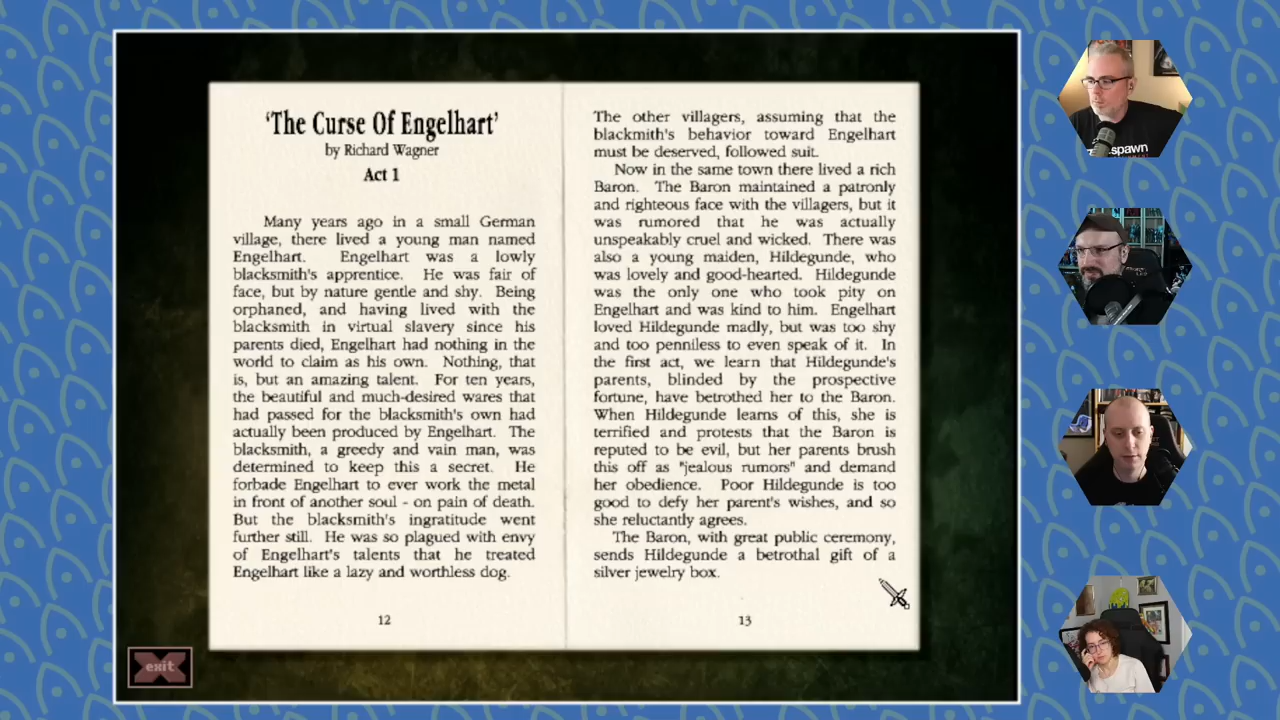 'The Curse Of Engelhart'
by Richard Wagner
Act 1
Many years ago in a small German
village, there lived a young man named
Engelhart. Engelhart was a lowly
blacksmith's apprentice. He was fair of
face, but by nature gentle and shy. Being
orphaned, and having lived with the
blacksmith in virtual slavery since his
parents died, Engelhart had nothing in the
world to claim as his own. Nothing, that
is, but an amazing talent. For ten years,
the beautiful and much-desired wares that
had passed for the blacksmith's own had
actually been produced by Engelhart. The
blacksmith, a greedy and vain man, was
determined to keep this a secret. He
forbade Engelhart to ever work the metal
in front of another soul - on pain of death.
But the blacksmith's ingratitude went
further still. He was so plagued with envy
of Engelhart's talents that he treated
Engelhart like a lazy and worthless dog.
12
The other villagers, assuming that the
blackmith's behavior toward Engelhart
must be deserved, followed suit.
Now in the same town there lived a rich
Baron. The Baron maintained a patronly
and righteous face with the villagers, but it
was rumored that he was actually
unspeakably cruel and wicked. There was
also a young maiden, Hildegunde, who
was lovely and good-hearted. Hildegunde
was the only one who took pity on
Engelhart and was kind to him. Engelhart
loved Hildegunde madly, but was too shy
and too penniless to even speak of it. In
the first act, we learn that Hildegunde's
parents, blinded by the prospective
fortune, have betrothed her to the Baron.
When Hildegunde learns of this, she is
terrified and protests that the Baron is
reputed to be evil, but her parents brush
this off as "jealous rumors" and demand
her obedience. Poor Hildegunde is too
good to defy her parent's wishes, and so
she reluctantly agrees.
The Baron, with great public ceremony,
sends Hildegunde a betrothal gift of a
silver jewelry box.
13
exit
spawn